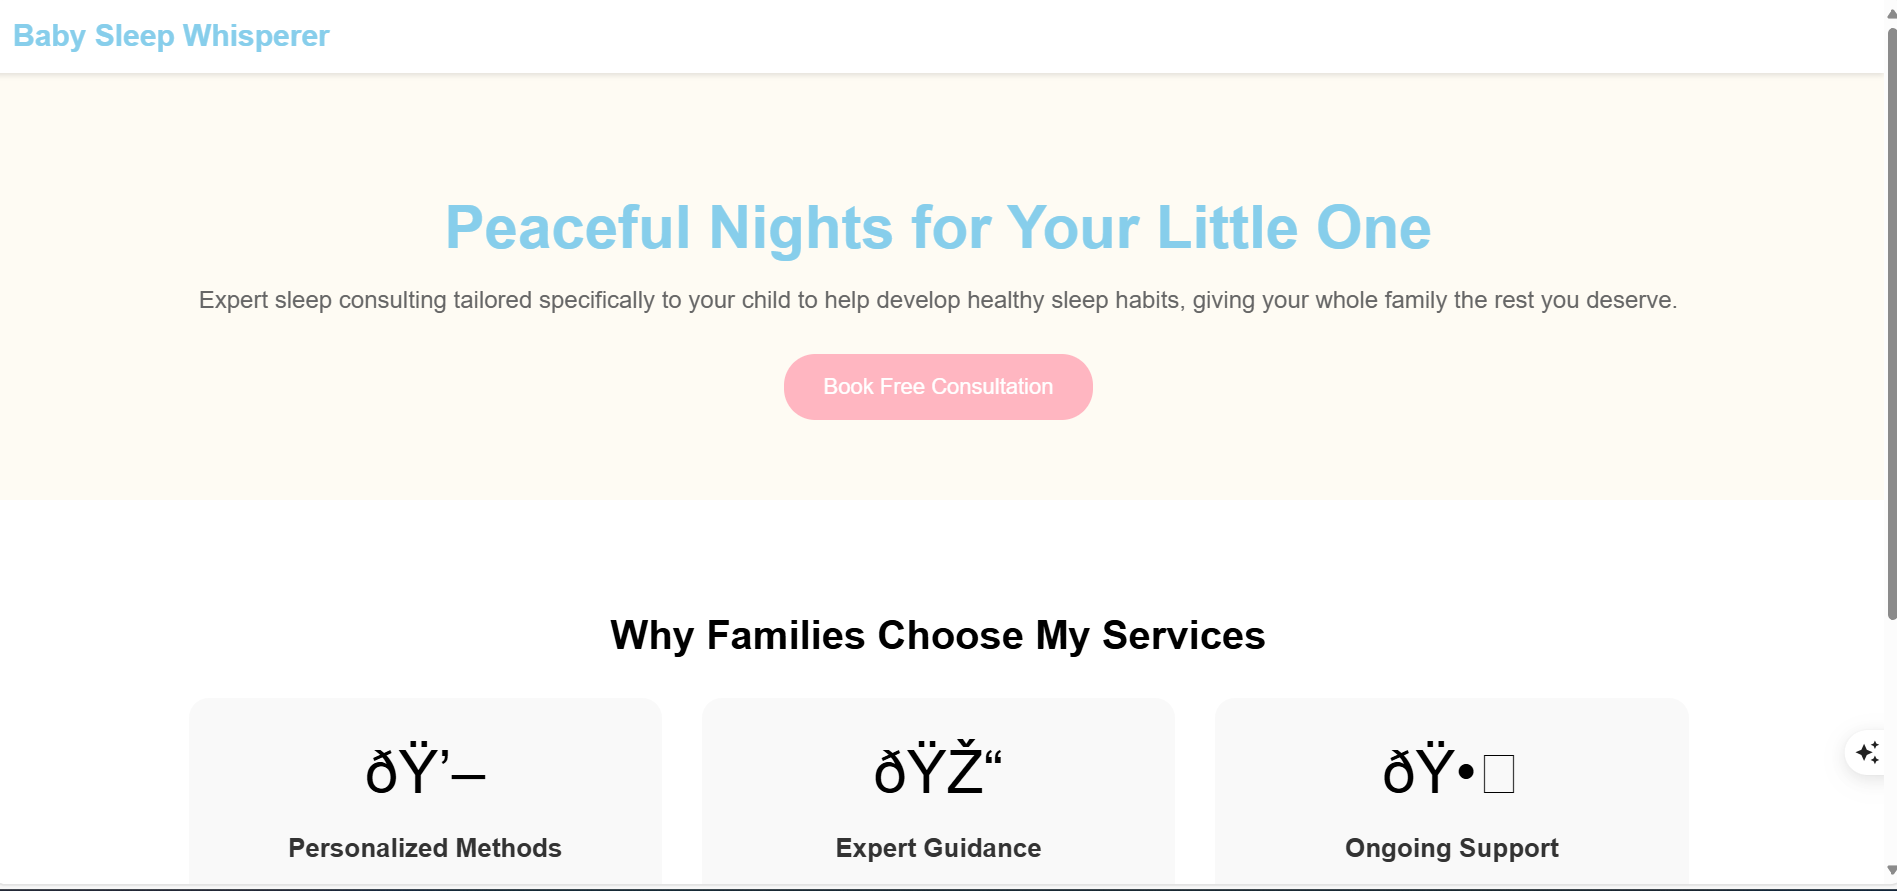 Baby Sleep Whisperer
Peaceful Nights for Your Little One
Expert sleep consulting tailored specifically to your child to help develop healthy sleep habits, giving your whole family the rest you deserve.
Book Free Consultation
Why Families Choose My Services
ðŸ’–
ðŸŽ“
ðŸ•□
Personalized Methods
Expert Guidance
Ongoing Support